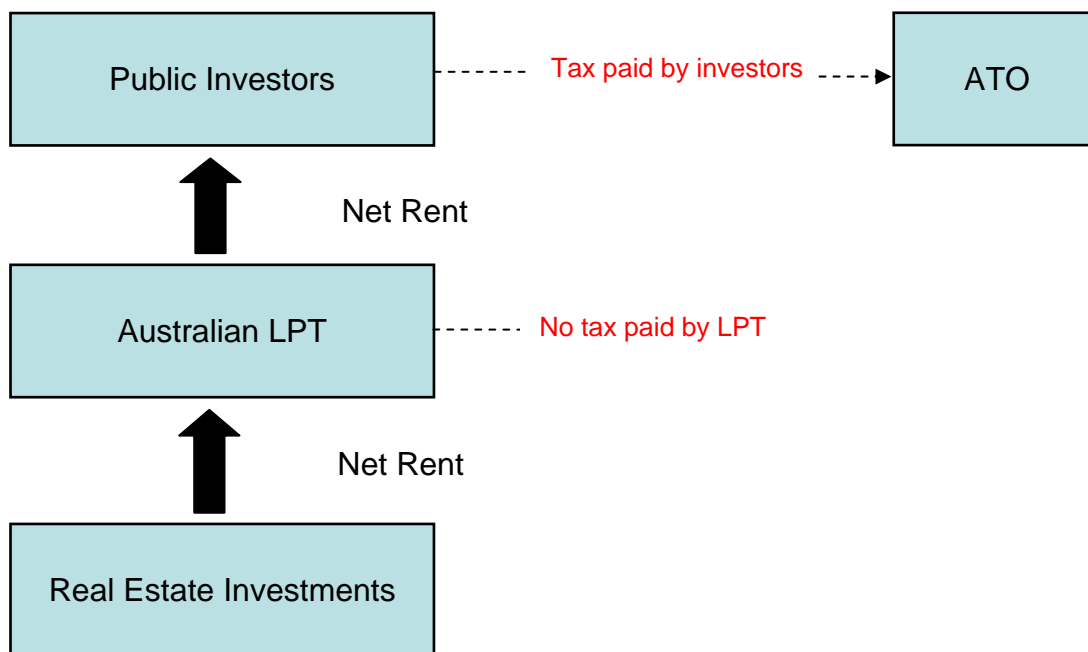 Public Investors
Tax paid by investors
ATO
Net Rent
Australian LPT
No tax paid by LPT
Net Rent
Real Estate Investments